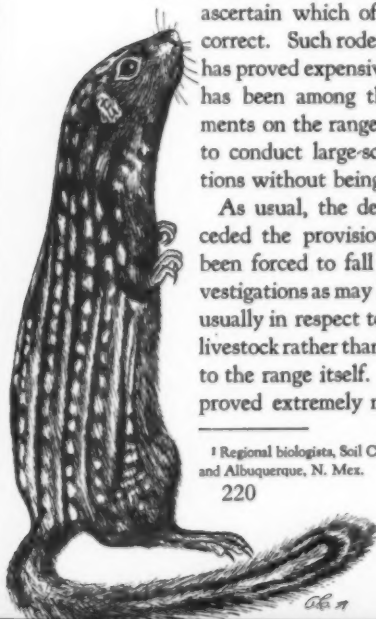 ascertain which of
correct. Such rode
has proved expensiv
has been among th
ments on the range
to conduct large-sc
tions without being
As usual, the de
ceded the provisio
been forced to fall
vestigations as may
usually in respect to
livestock rather than
to the range itself.
proved extremely r
¹ Regional biologists, Soil C
and Albuquerque, N. Mex.
220